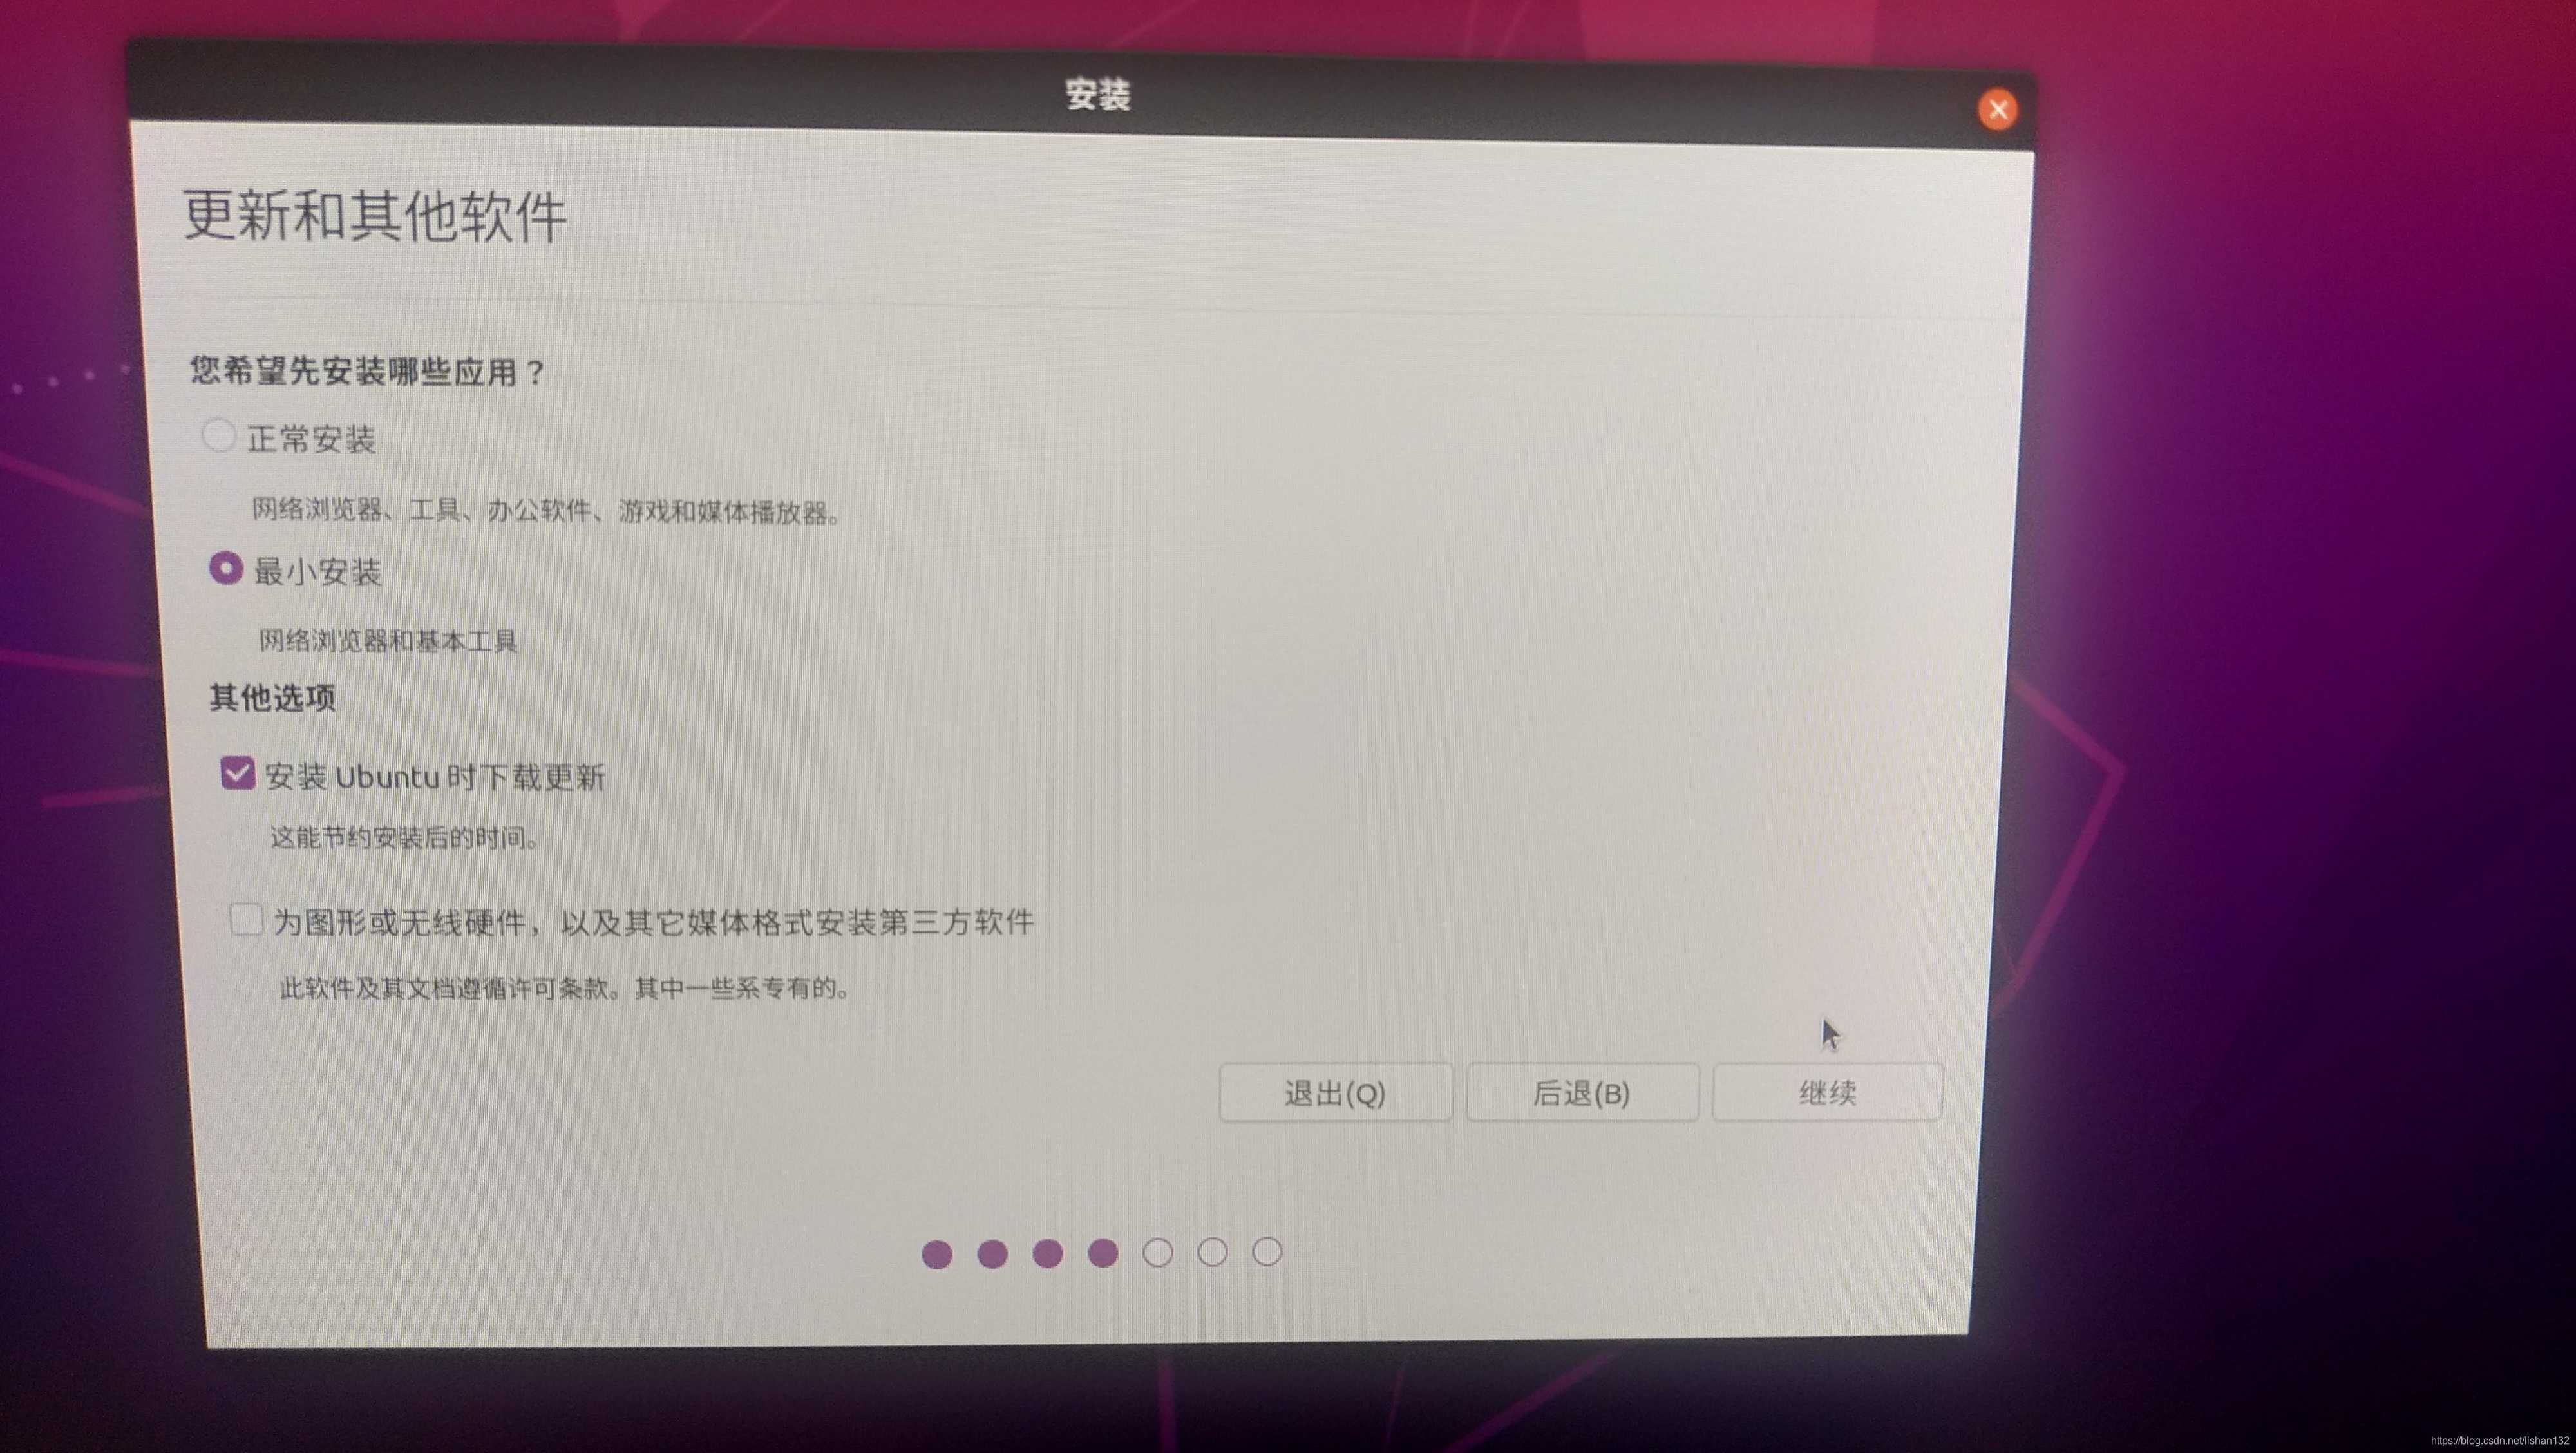 安装
更新和其他软件
您希望先安装哪些应用？
正常安装
网络浏览器、工具、办公软件、游戏和媒体播放器。
最小安装
网络浏览器和基本工具
其他选项
安装 Ubuntu 时下载更新
这能节约安装后的时间。
为图形或无线硬件，以及其它媒体格式安装第三方软件
此软件及其文档遵循许可条款。其中一些系专有的。
退出(Q) 后退(B) 继续
https://blog.csdn.net/lishan132